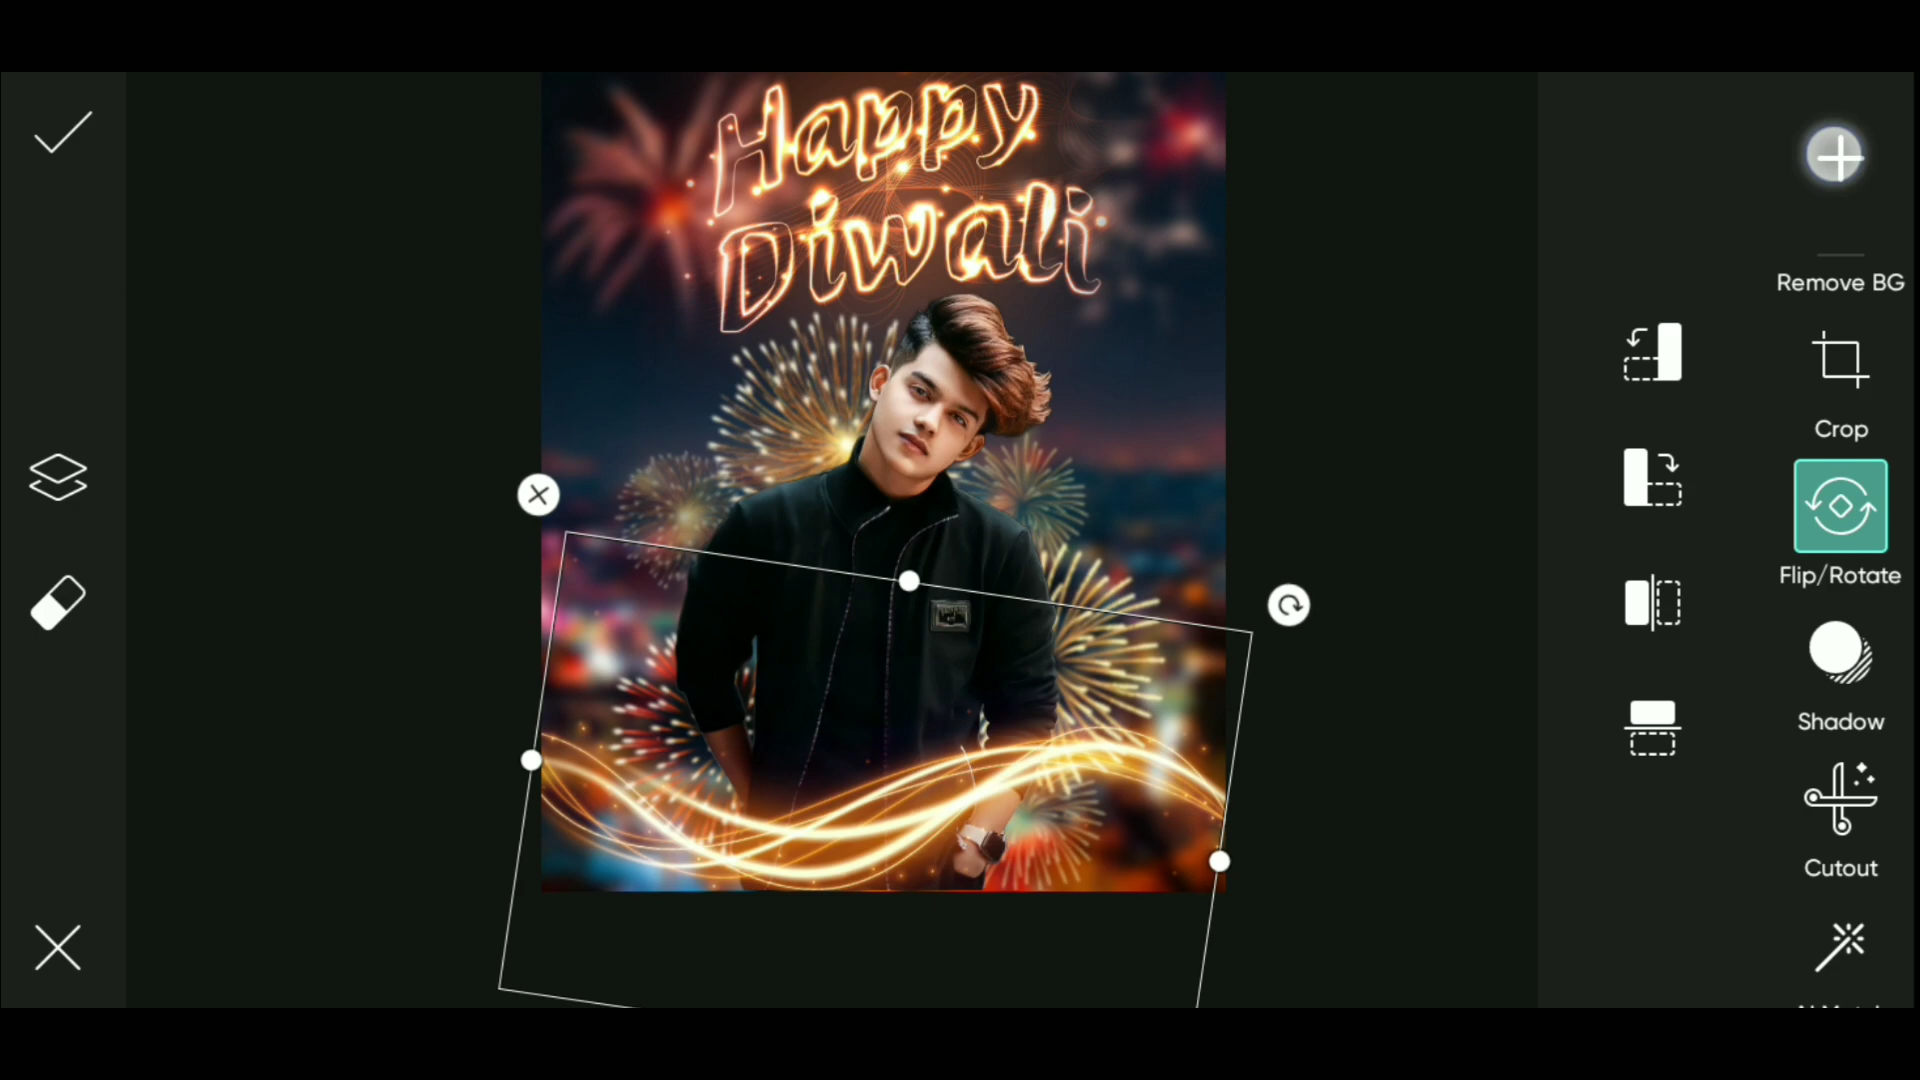 Happy
Diwali
Remove BG
Crop
Flip/Rotate
Shadow
Cutout